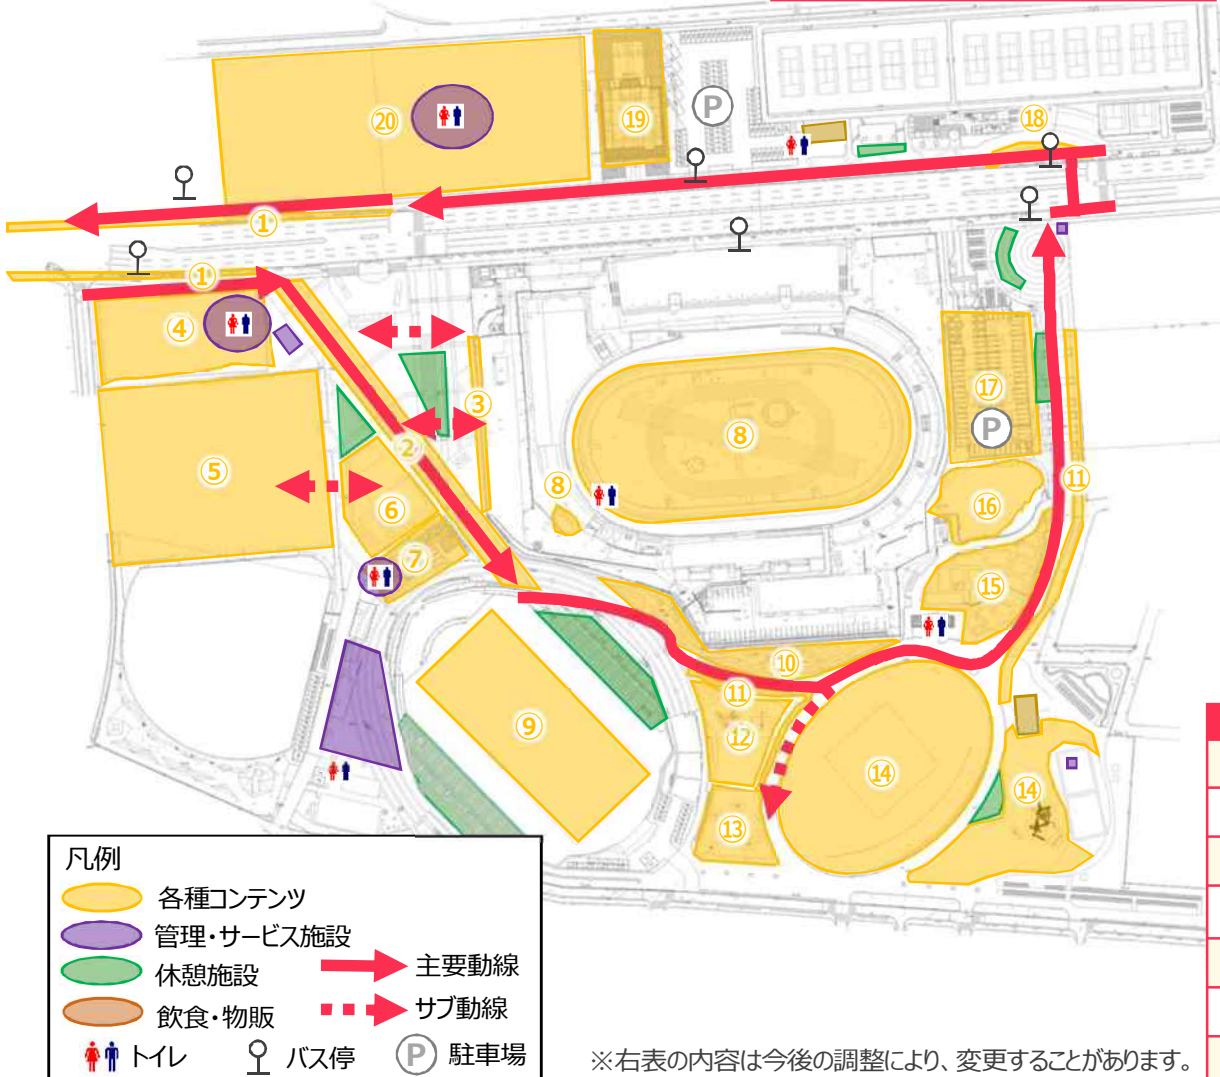 ⑳
⑲
P
⑱
①
①
④
③
②
⑤
⑥
⑦
⑧
⑧
⑰
P
⑪
⑯
⑮
⑩
⑪
⑨
⑫
⑭
⑭
⑬
凡例
各種コンテンツ
管理・サービス施設
休憩施設
主要動線
飲食・物販
サブ動線
トイレ
バス停
P 駐車場
※右表の内容は今後の調整により、変更することがあります。